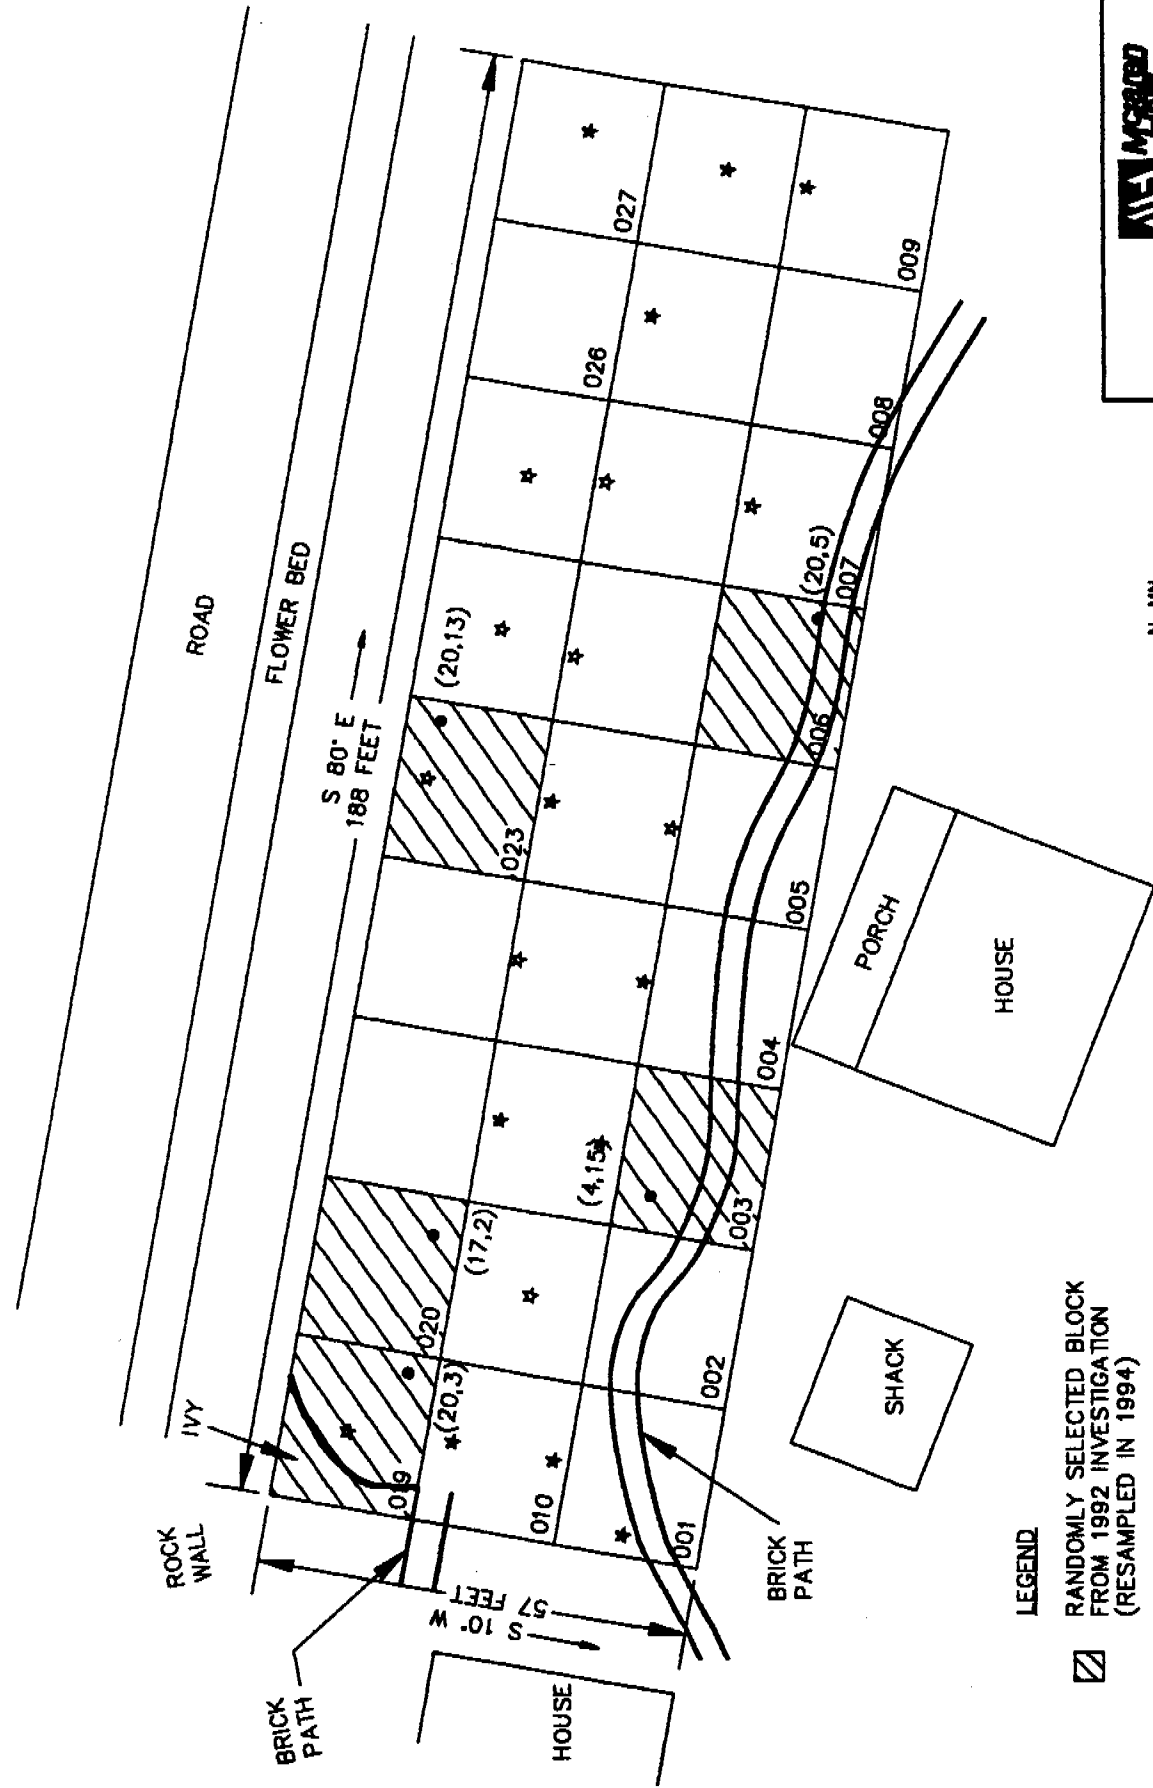 ROAD
FLOWER BED
S 80° E
188 FEET
IVY
ROCK
WALL
BRICK
PATH
S 10° W
57 FEET
HOUSE
019
(20,3)
020
(17,2)
023
(20,13)
026
027
010
(4,15)
(20,5)
001
002
003
004
005
006
007
008
009
BRICK
PATH
SHACK
PORCH
HOUSE
LEGEND
RANDOMLY SELECTED BLOCK
FROM 1992 INVESTIGATION
(RESAMPLED IN 1994)